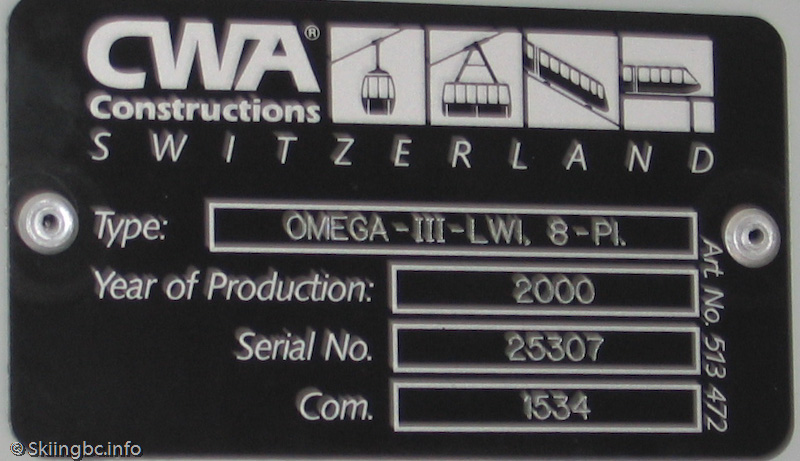 CWA®
Constructions
SWITZERLAND
Type: OMEGA-III-LWI. 8-PI.
Year of Production: 2000
Serial No. 25307
Com. 1534
Art. No. 513 472
© Skiingbc.info